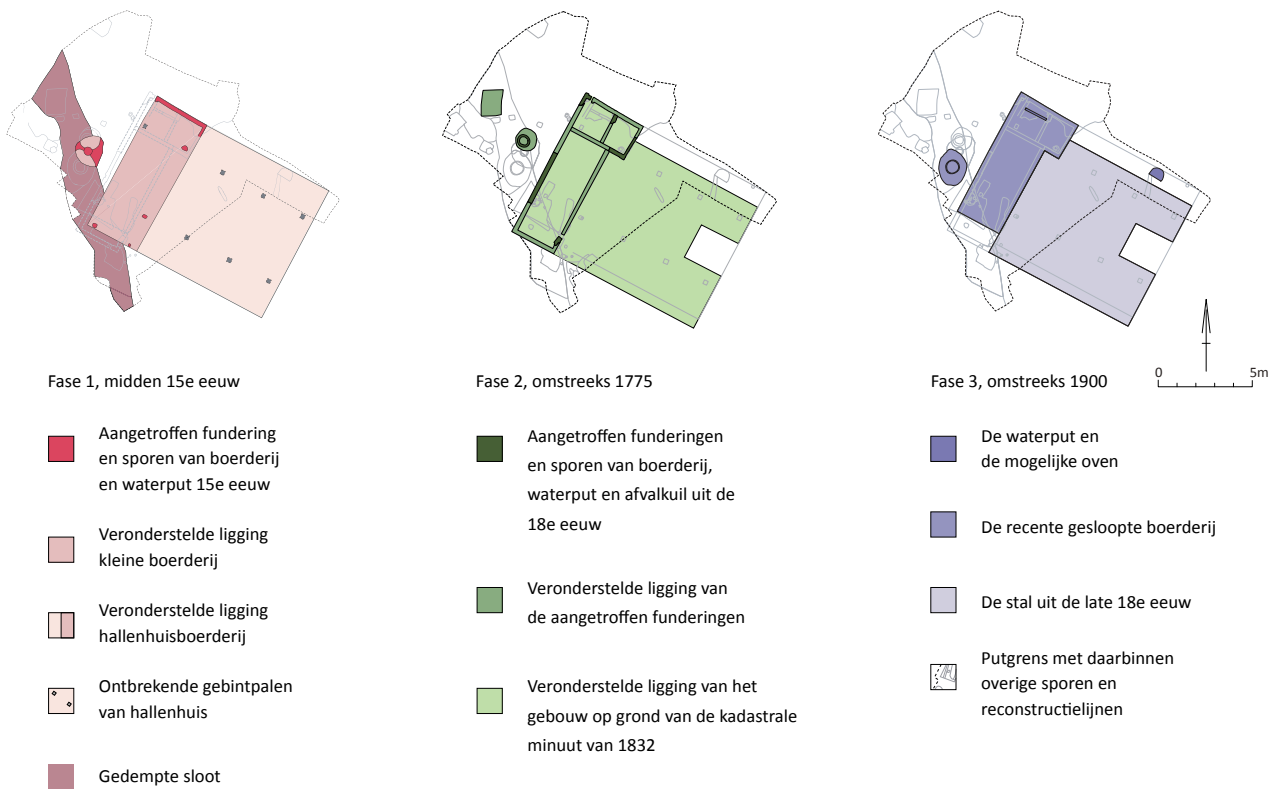 Fase 1, midden 15e eeuw
Aangetroffen fundering
en sporen van boerderij
en waterput 15e eeuw
Veronderstelde ligging
kleine boerderij
Veronderstelde ligging
hallenhuisboerderij
Ontbrekende gebintpalen
van hallenhuis
Gedempte sloot
Fase 2, omstreeks 1775
Aangetroffen funderingen
en sporen van boerderij,
waterput en afvalkuil uit de
18e eeuw
Veronderstelde ligging van
de aangetroffen funderingen
Veronderstelde ligging van het
gebouw op grond van de kadastrale
minuut van 1832
Fase 3, omstreeks 1900
0 5m
De waterput en
de mogelijke oven
De recente gesloopte boerderij
De stal uit de late 18e eeuw
Putgrens met daarbinnen
overige sporen en
reconstructielijnen